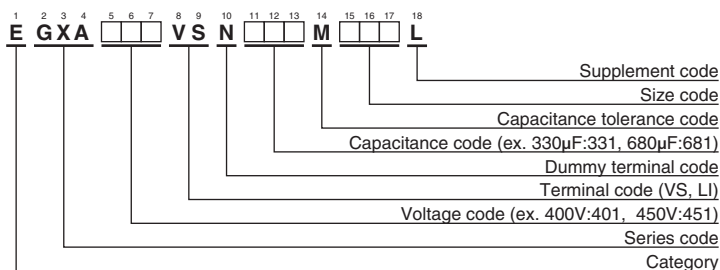 1 2 3 4 5 6 7 8 9 10 11 12 13 14 15 16 17 18
E GXA VS N M L
Supplement code
Size code
Capacitance tolerance code
Capacitance code (ex. 330µF:331, 680µF:681)
Dummy terminal code
Terminal code (VS, LI)
Voltage code (ex. 400V:401, 450V:451)
Series code
Category